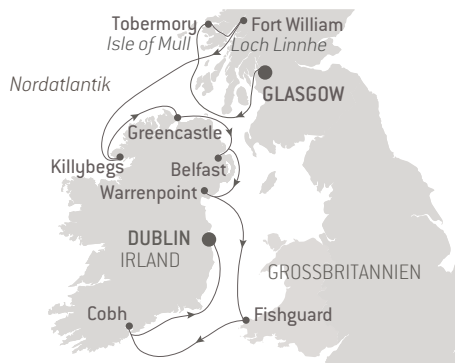 Tobermory
Isle of Mull
Fort William
Loch Linnhe
Nordatlantik
GLASGOW
Greencastle
Killybegs
Belfast
Warrenpoint
DUBLIN
IRLAND
GROSSBRITANNIEN
Cobh
Fishguard